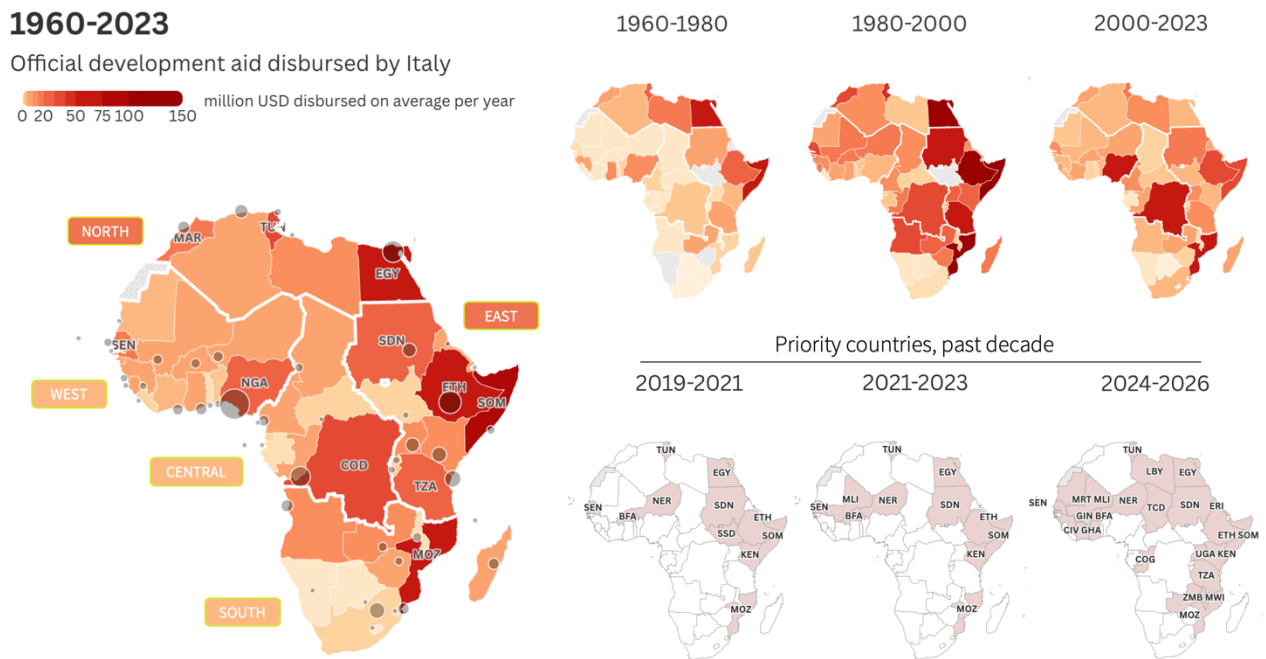 1960-2023
Official development aid disbursed by Italy
0 20 50 75 100 150
million USD disbursed on average per year
NORTH
MAR
TUN
EGY
EAST
SEN
SDN
NGA
ETH
SOM
WEST
CENTRAL
COD
TZA
MOZ
SOUTH
1960-1980
1980-2000
2000-2023
Priority countries, past decade
2019-2021
TUN
EGY
NER
SEN
BFA
SDN
ETH
SSD
SOM
KEN
MOZ
2021-2023
TUN
EGY
MLI
NER
SEN
BFA
SDN
ETH
SOM
KEN
MOZ
2024-2026
TUN
LBY
EGY
SEN
MRT MLI
NER
SDN
ERI
TCD
GIN BFA
CIV GHA
ETH SOM
COG
UGA KEN
TZA
ZMB MWI
MOZ